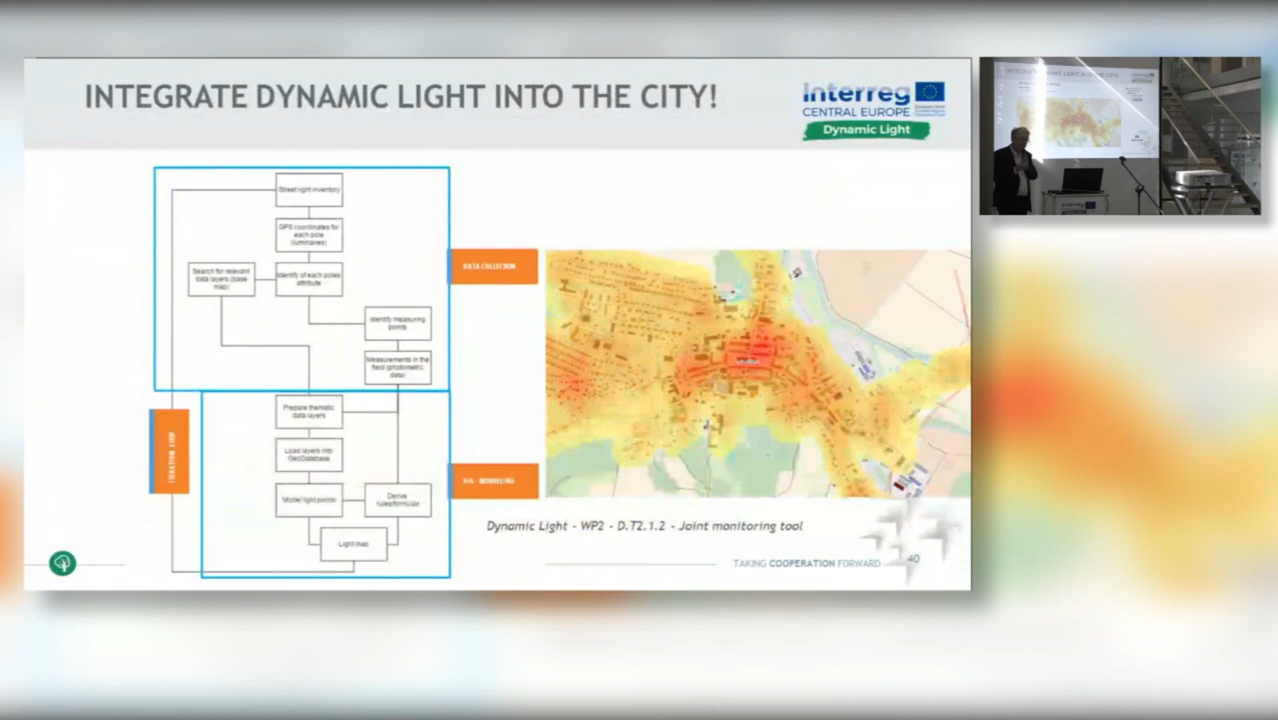 INTEGRATE DYNAMIC LIGHT INTO THE CITY!
Interreg
CENTRAL EUROPE
Dynamic Light
Street light inventory
GPS coordinates for
each pole
(luminaires)
Search for relevant
data layers (base
map)
Identify of each poles
attribute
Identify measuring
points
Measurements in the
field (photometric
data)
DATA COLLECION
Prepare thematic
data layers
Load layers into
GeoDatabase
Model light points
Derive
Light map
ITERATION LOOP
GIS - MODELING
Dynamic Light - WP2 - D.T2.1.2 - Joint monitoring tool
TAKING COOPERATION FORWARD
40